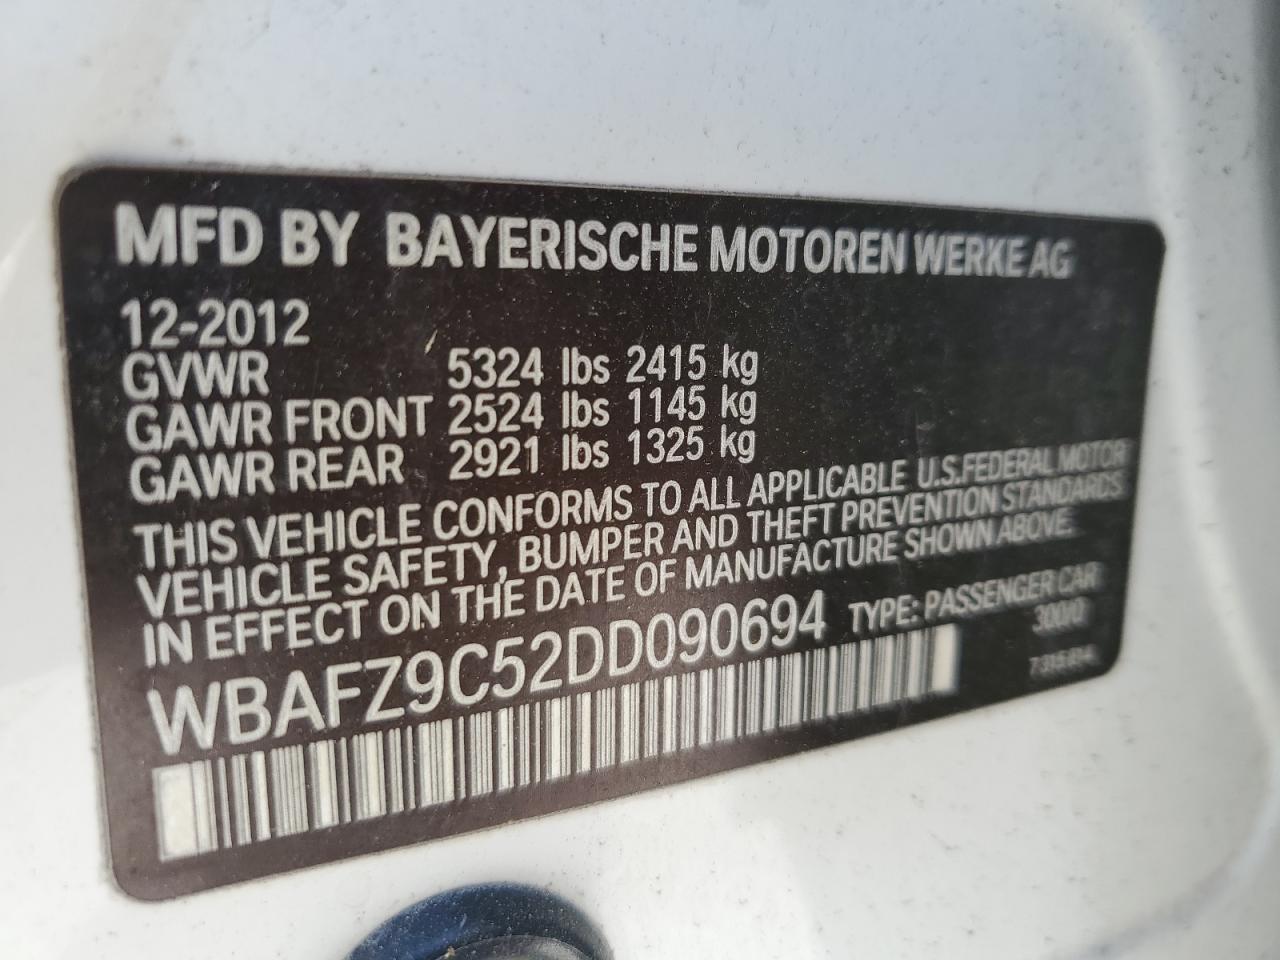 MFD BY BAYERISCHE MOTOREN WERKE AG
12-2012
GVWR 5324 lbs 2415 kg
GAWR FRONT 2524 lbs 1145 kg
GAWR REAR 2921 lbs 1325 kg
THIS VEHICLE CONFORMS TO ALL APPLICABLE U.S.FEDERAL MOTOR
VEHICLE SAFETY, BUMPER AND THEFT PREVENTION STANDARDS
IN EFFECT ON THE DATE OF MANUFACTURE SHOWN ABOVE.
WBAFZ9C52DD090694 TYPE: PASSENGER CAR
300/0